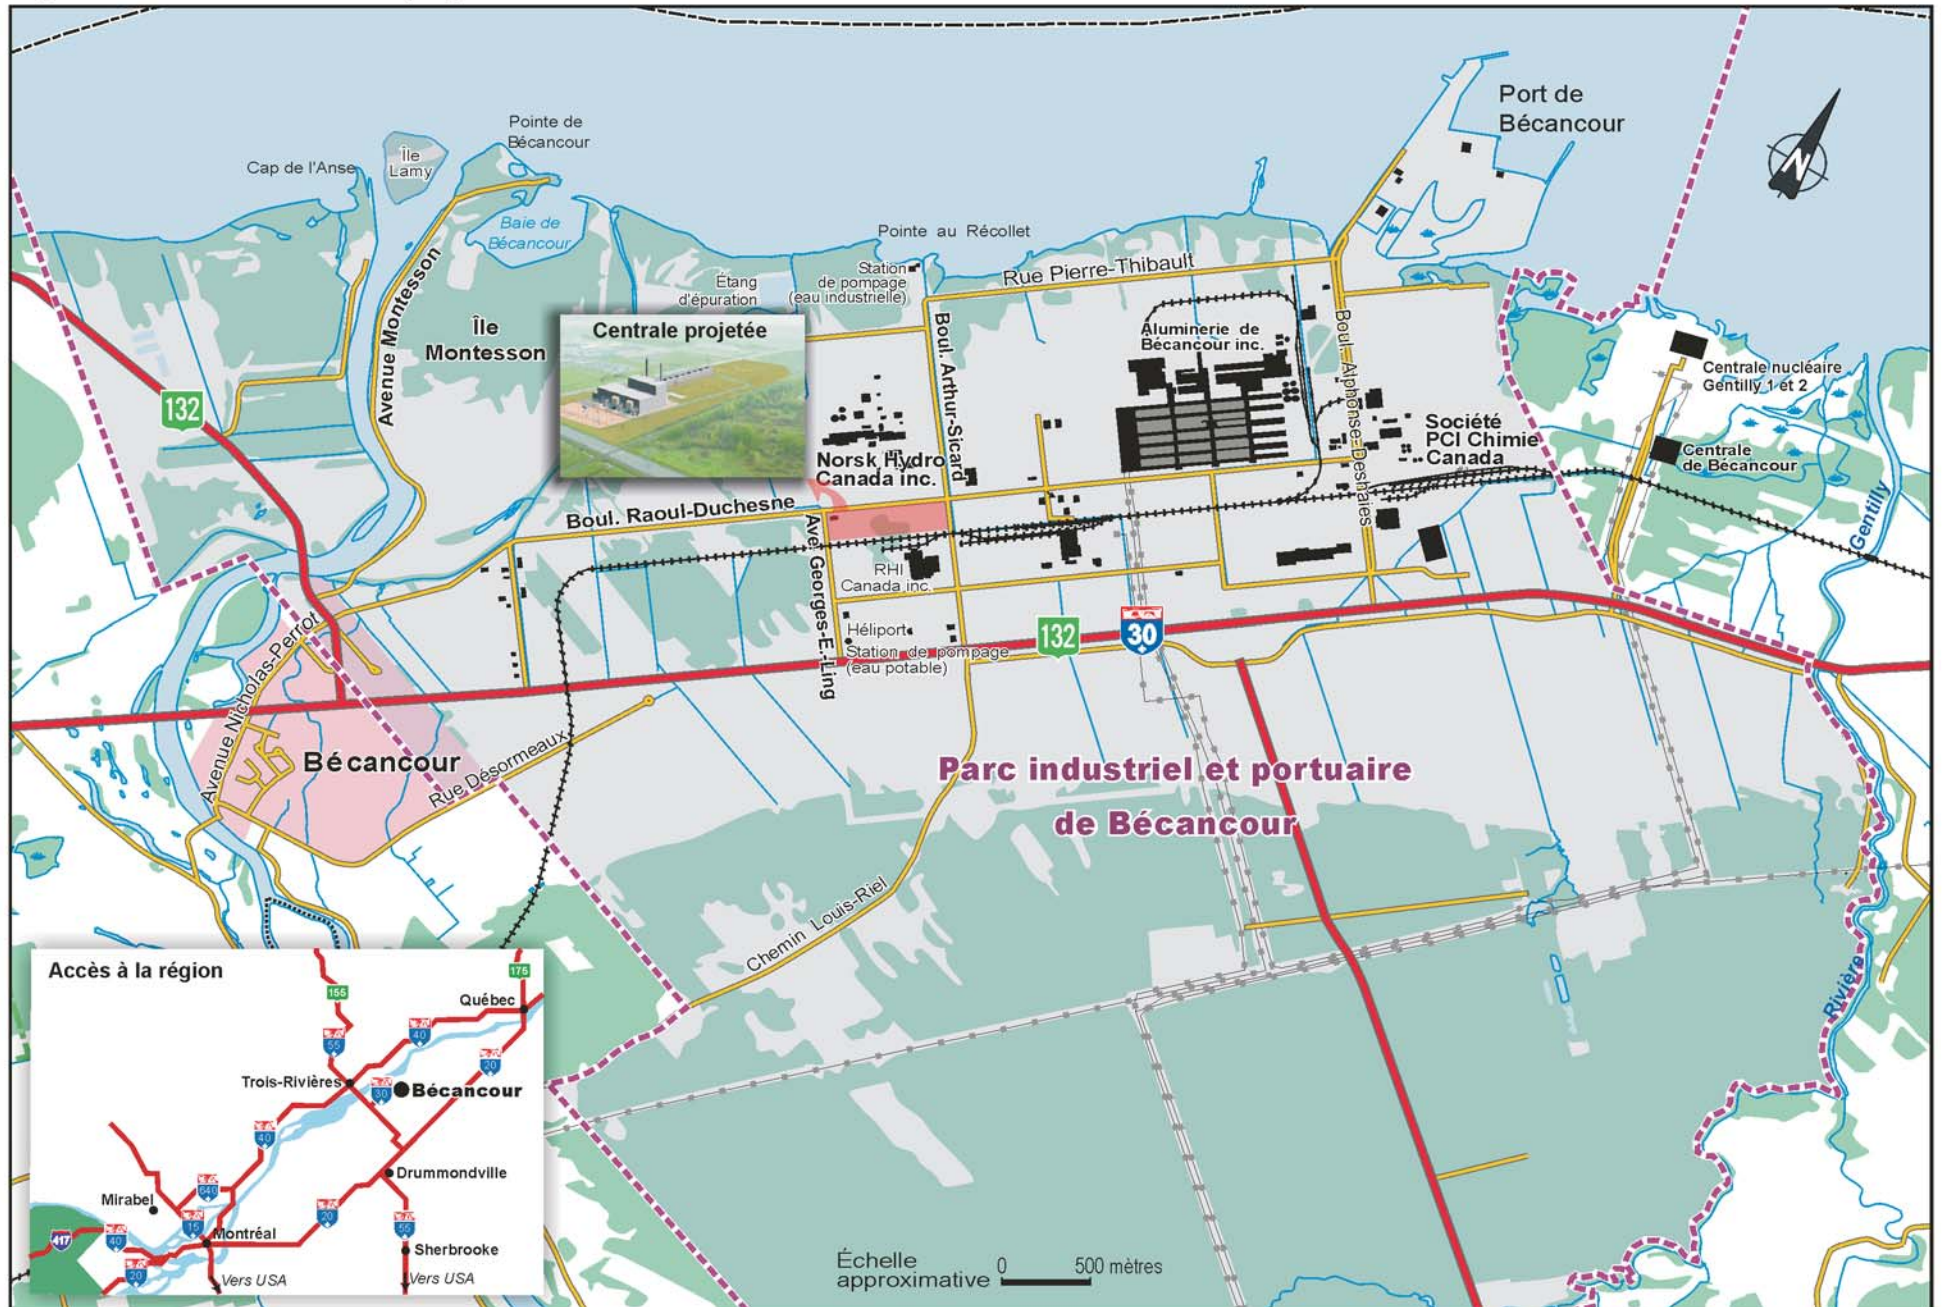 Port de
Bécancour
N
Pointe de
Bécancour
Cap de l'Anse
Île
Lamy
Baie de
Bécancour
Pointe au Récollet
Rue Pierre-Thibault
Station
de pompage
(eau industrielle)
Étang
d'épuration
Avenue Montesson
Île
Montesson
Centrale projetée
Boul. Arthur-Sicard
Aluminerie de
Bécancour inc.
Boul. Alphonse-Deshaies
Centrale nucléaire
Gentilly 1 et 2
132
Société
PCI Chimie
Canada
Centrale
de Bécancour
Norsk Hydro
Canada inc.
Boul. Raoul-Duchesne
Ave Georges-E.-Ling
Gentilly
Rivière
RHI
Canada inc.
Héliport
Station de pompage
(eau potable)
132
30
Avenue Nicholas-Perrot
Bécancour
Rue Désormeaux
Parc industriel et portuaire
de Bécancour
Chemin Louis-Riel
Accès à la région
175
155
Québec
40
55
20
Trois-Rivières
30
Bécancour
40
Drummondville
640
Mirabel
15
20
55
Montréal
417
40
Sherbrooke
20
Vers USA
Vers USA
Échelle
approximative
0
500 mètres